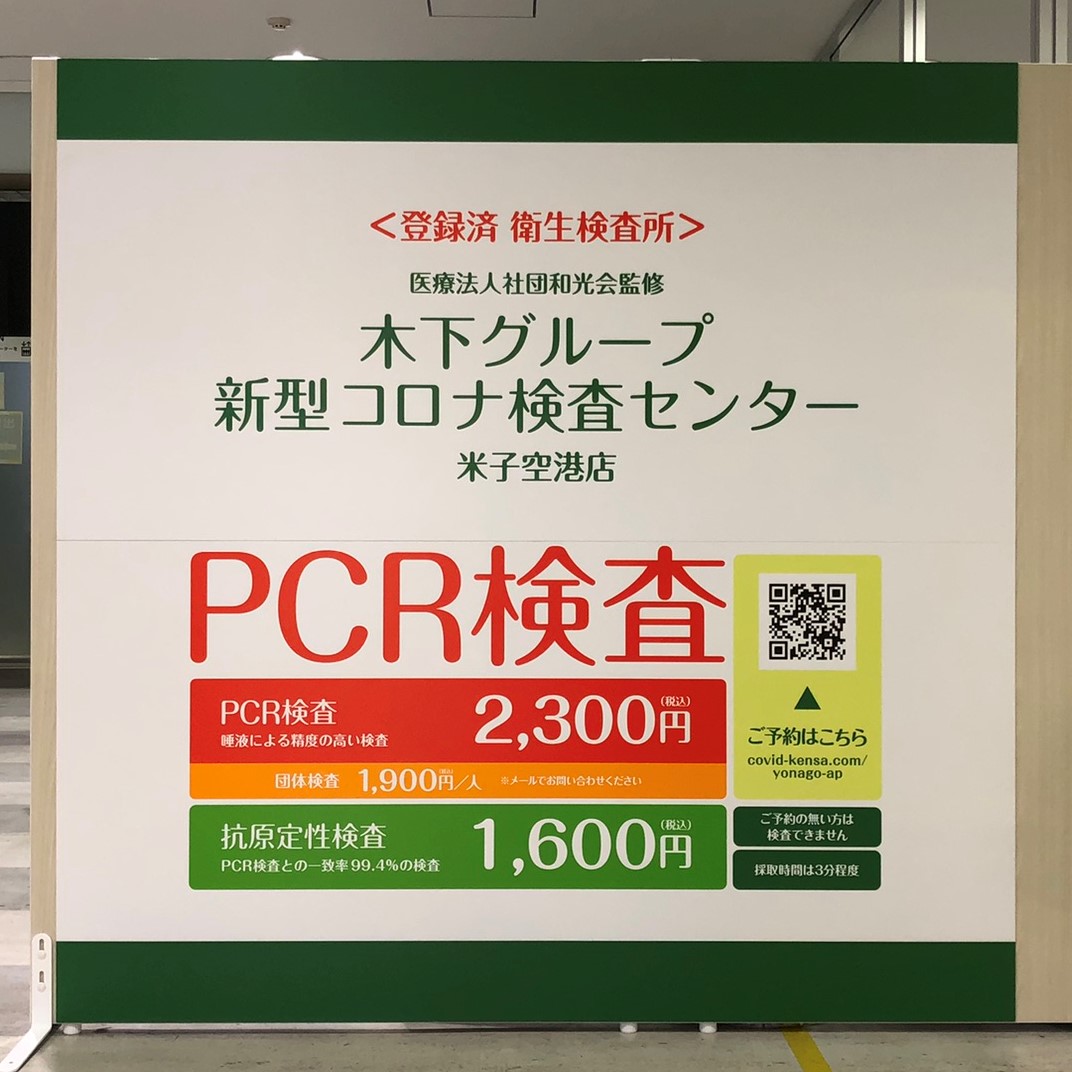 <登録済 衛生検査所>
医療法人社団和光会監修
木下グループ
新型コロナ検査センター
米子空港店
PCR検査
PCR検査
唾液による精度の高い検査
2,300円
(税込)
団体検査 1,900円/人 ※メールでお問い合わせください
(税込)
抗原定性検査
PCR検査との一致率99.4%の検査
1,600円
(税込)
▲
ご予約はこちら
covid-kensa.com/
yonago-ap
ご予約の無い方は
検査できません
採取時間は3分程度